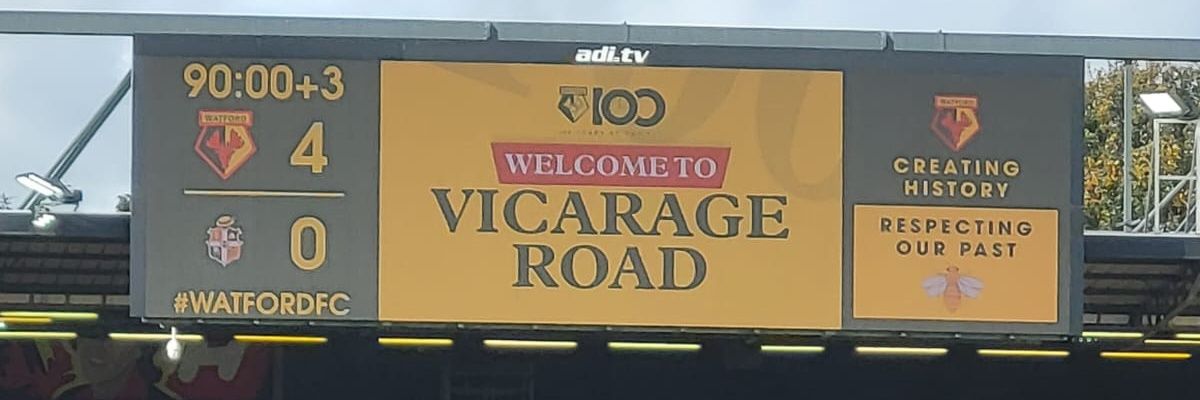 adi.tv
90:00+3
WATFORD
4
0
#WATFORDFC
100
WELCOME TO
VICARAGE
ROAD
WATFORD
CREATING
HISTORY
RESPECTING
OUR PAST